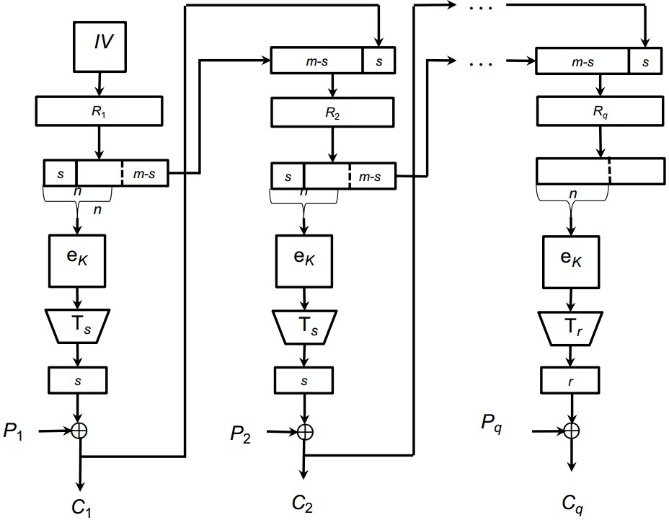 ... ...
IV
m-s s
m-s s
R1
R2
Rq
s m-s
s m-s
n
n
n
n
eK
eK
eK
Ts
Ts
Tr
s
s
r
P1
P2
Pq
C1
C2
Cq